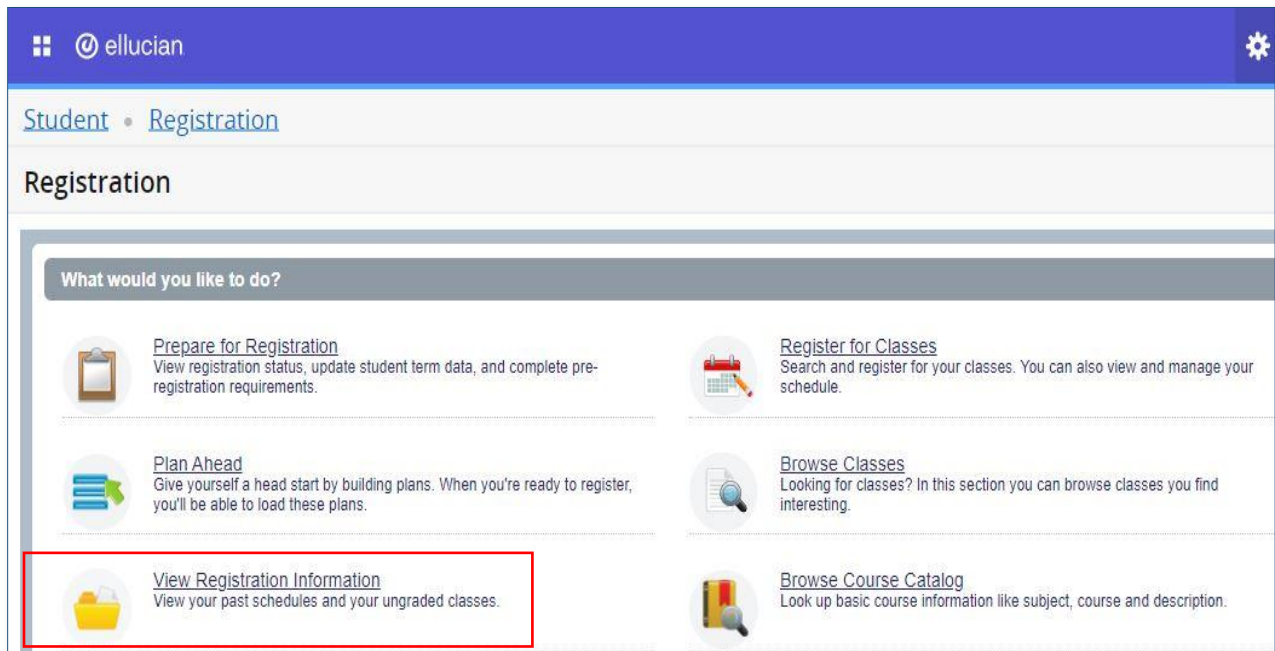 ellucian
Student • Registration
Registration
What would you like to do?
Prepare for Registration
View registration status, update student term data, and complete pre-
registration requirements.
Register for Classes
Search and register for your classes. You can also view and manage your
schedule.
Plan Ahead
Give yourself a head start by building plans. When you're ready to register,
you'll be able to load these plans.
Browse Classes
Looking for classes? In this section you can browse classes you find
interesting.
View Registration Information
View your past schedules and your ungraded classes.
Browse Course Catalog
Look up basic course information like subject, course and description.